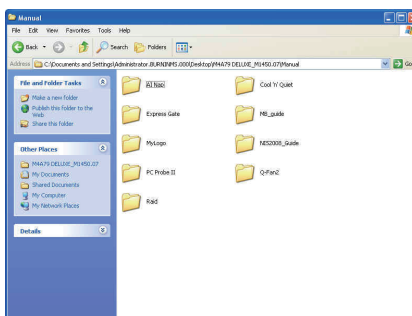 Manual
File Edit View Favorites Tools Help
Back Search Folders
Address C:\Documents and Settings\Administrator.BURNINMS.000\Desktop\M4A79 DELUXE_M1450.07\Manual Go
File and Folder Tasks
Make a new folder
Publish this folder to the Web
Share this folder
Other Places
M4A79 DELUXE_M1450.07
My Documents
Shared Documents
My Computer
My Network Places
Details
AI Nap
Cool 'n' Quiet
Express Gate
MB_guide
MyLogo
NIS2008_Guide
PC Probe II
Q-Fan2
Raid